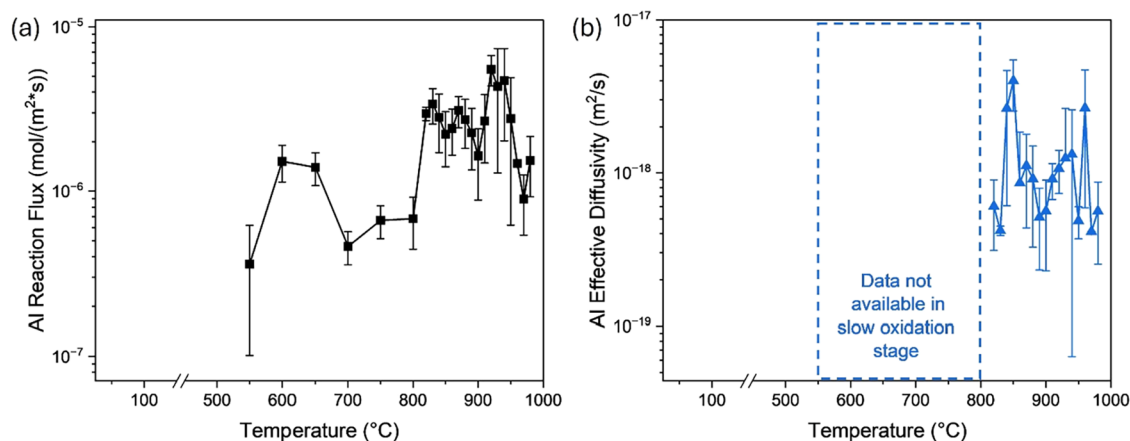 (a)
Al Reaction Flux (mol/(m²*s))
10⁻⁵
10⁻⁶
10⁻⁷
100
500
600
700
800
900
1000
Temperature (°C)
(b)
Al Effective Diffusivity (m²/s)
10⁻¹⁷
10⁻¹⁸
10⁻¹⁹
Data not
available in
slow oxidation
stage
100
500
600
700
800
900
1000
Temperature (°C)